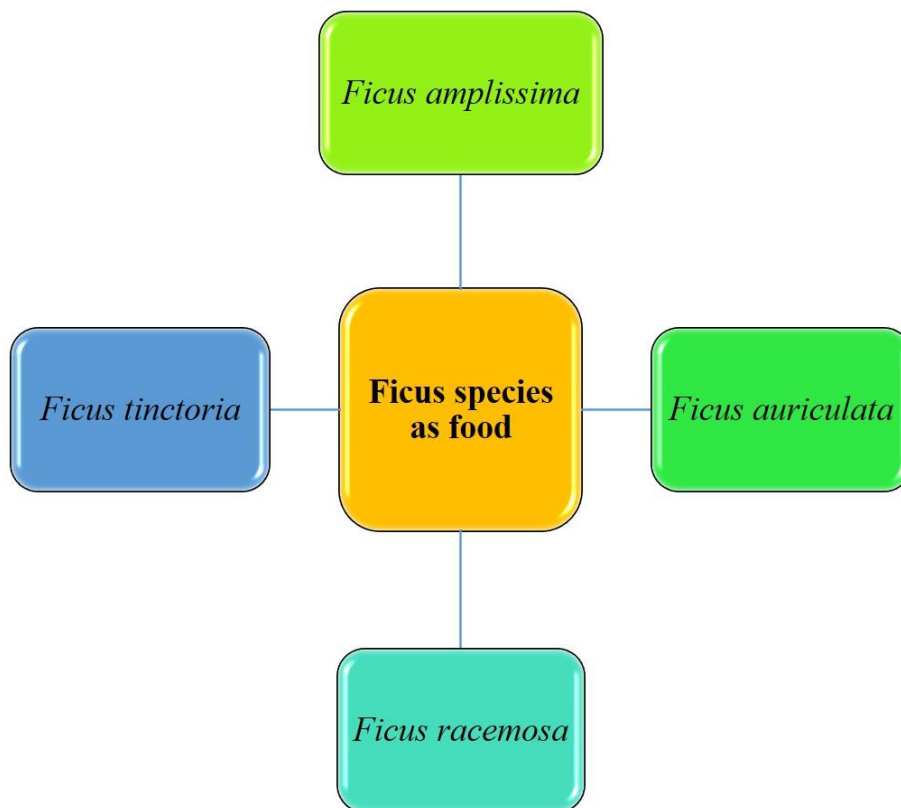 Ficus amplissima
Ficus tinctoria
Ficus species
as food
Ficus auriculata
Ficus racemosa